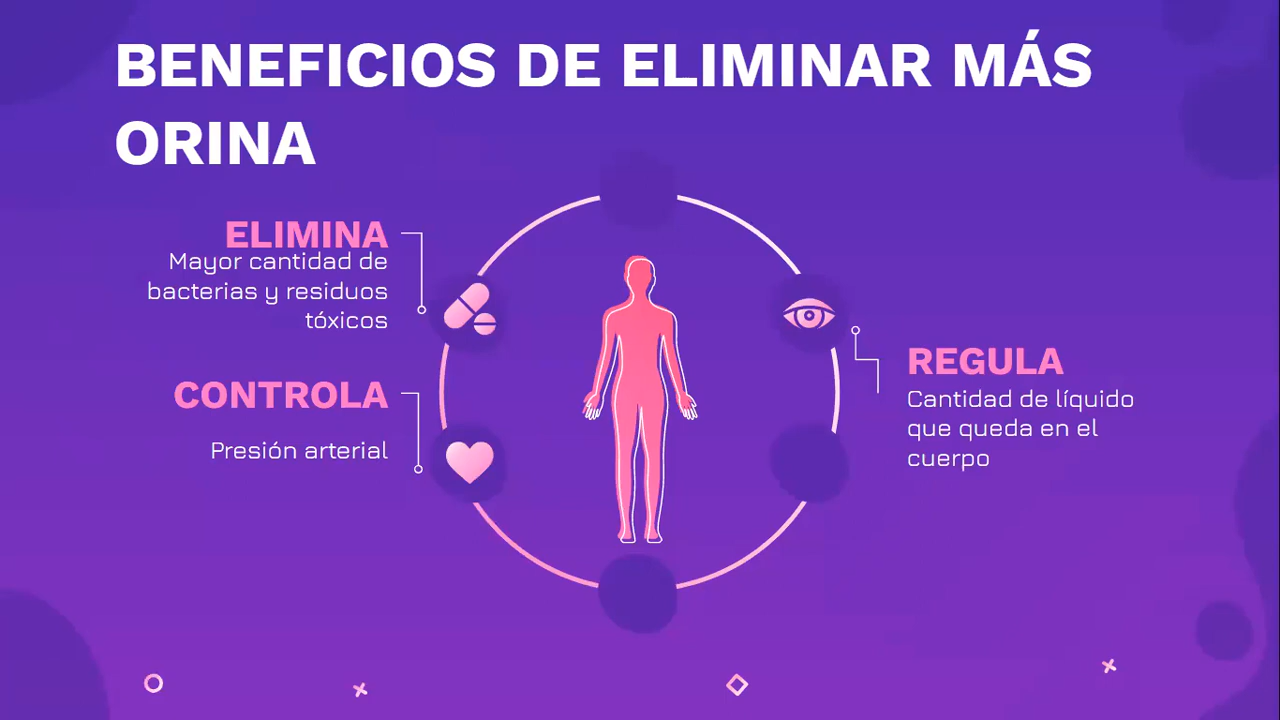 BENEFICIOS DE ELIMINAR MÁS
ORINA
ELIMINA
Mayor cantidad de
bacterias y residuos
tóxicos
CONTROLA
Presión arterial
REGULA
Cantidad de líquido
que queda en el
cuerpo